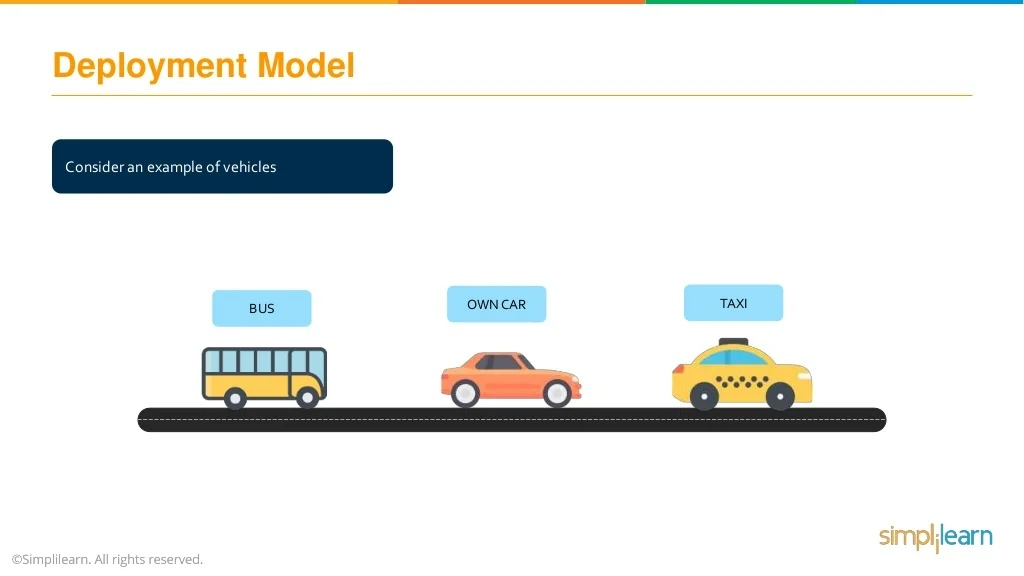 Deployment Model
Consider an example of vehicles
BUS
OWN CAR
TAXI
simplilearn
©Simplilearn. All rights reserved.